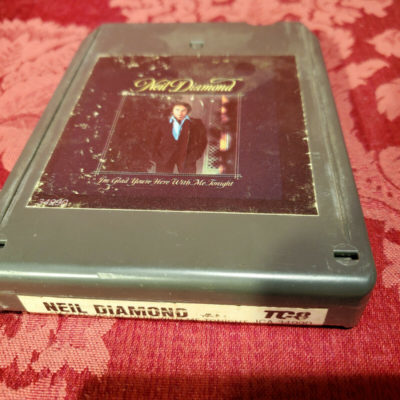 Neil Diamond
I'm Glad You're Here With Me Tonight
NEIL DIAMOND
TC8